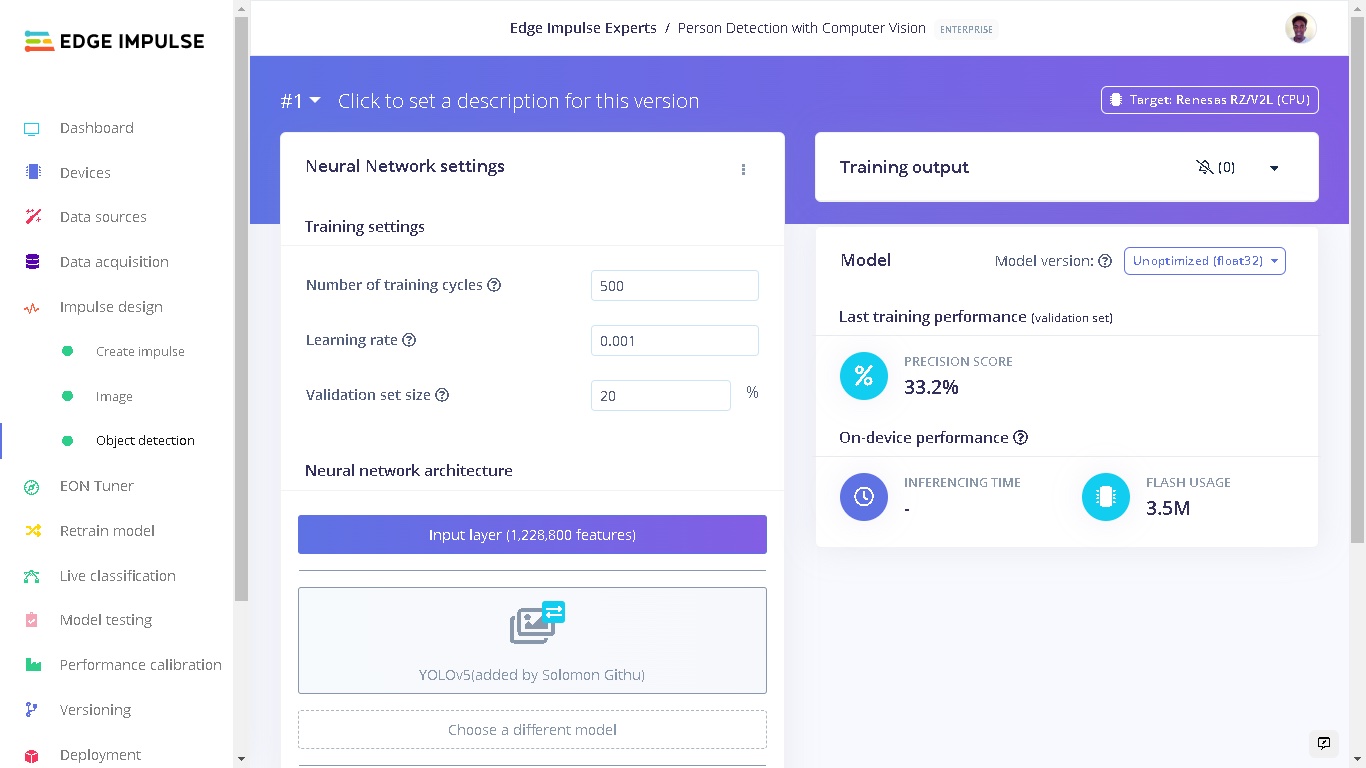 EDGE IMPULSE
Dashboard
Devices
Data sources
Data acquisition
Impulse design
Create impulse
Image
Object detection
EON Tuner
Retrain model
Live classification
Model testing
Performance calibration
Versioning
Deployment
Edge Impulse Experts / Person Detection with Computer Vision ENTERPRISE
#1 Click to set a description for this version
Target: Renesas RZ/V2L (CPU)
Neural Network settings
Training settings
Number of training cycles ? 500
Learning rate ? 0.001
Validation set size ? 20 %
Neural network architecture
Input layer (1,228,800 features)
YOLOv5(added by Solomon Githu)
Choose a different model
Training output (0)
Model Model version: ? Unoptimized (float32)
Last training performance (validation set)
% PRECISION SCORE
33.2%
On-device performance ?
INFERENCING TIME
-
FLASH USAGE
3.5M